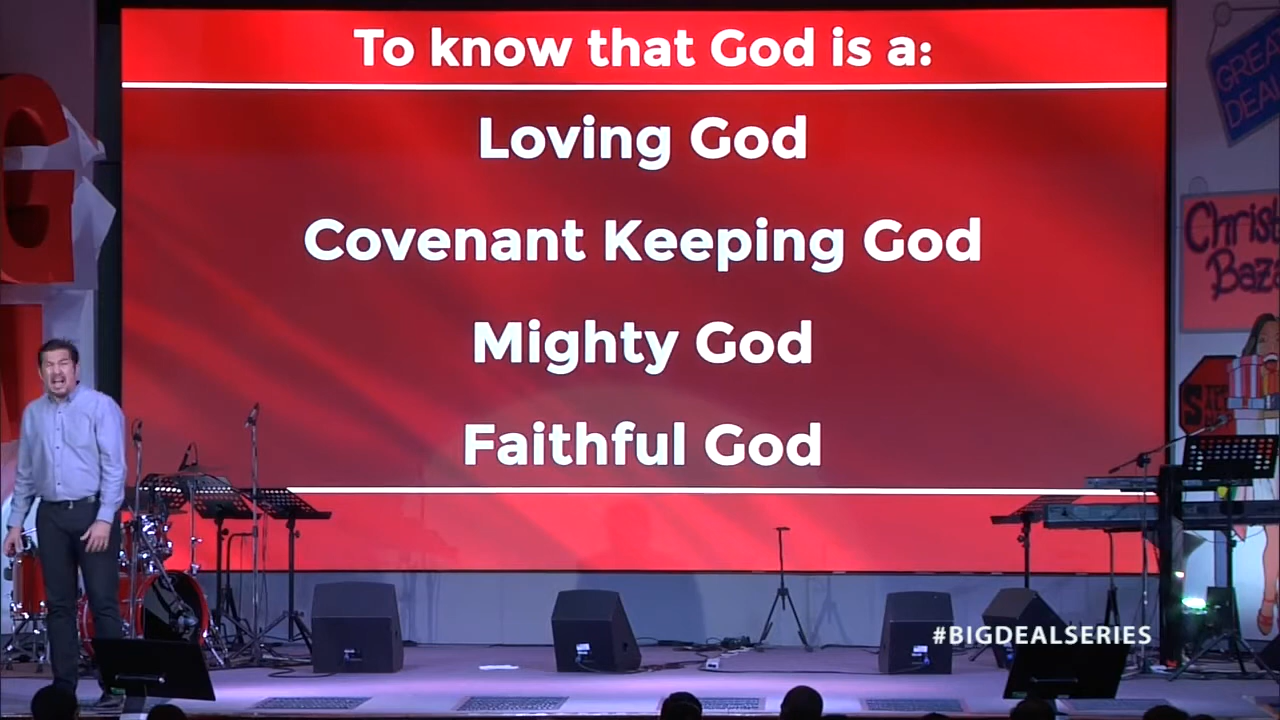 To know that God is a:
Loving God
Covenant Keeping God
Mighty God
Faithful God
#BIGDEALSERIES